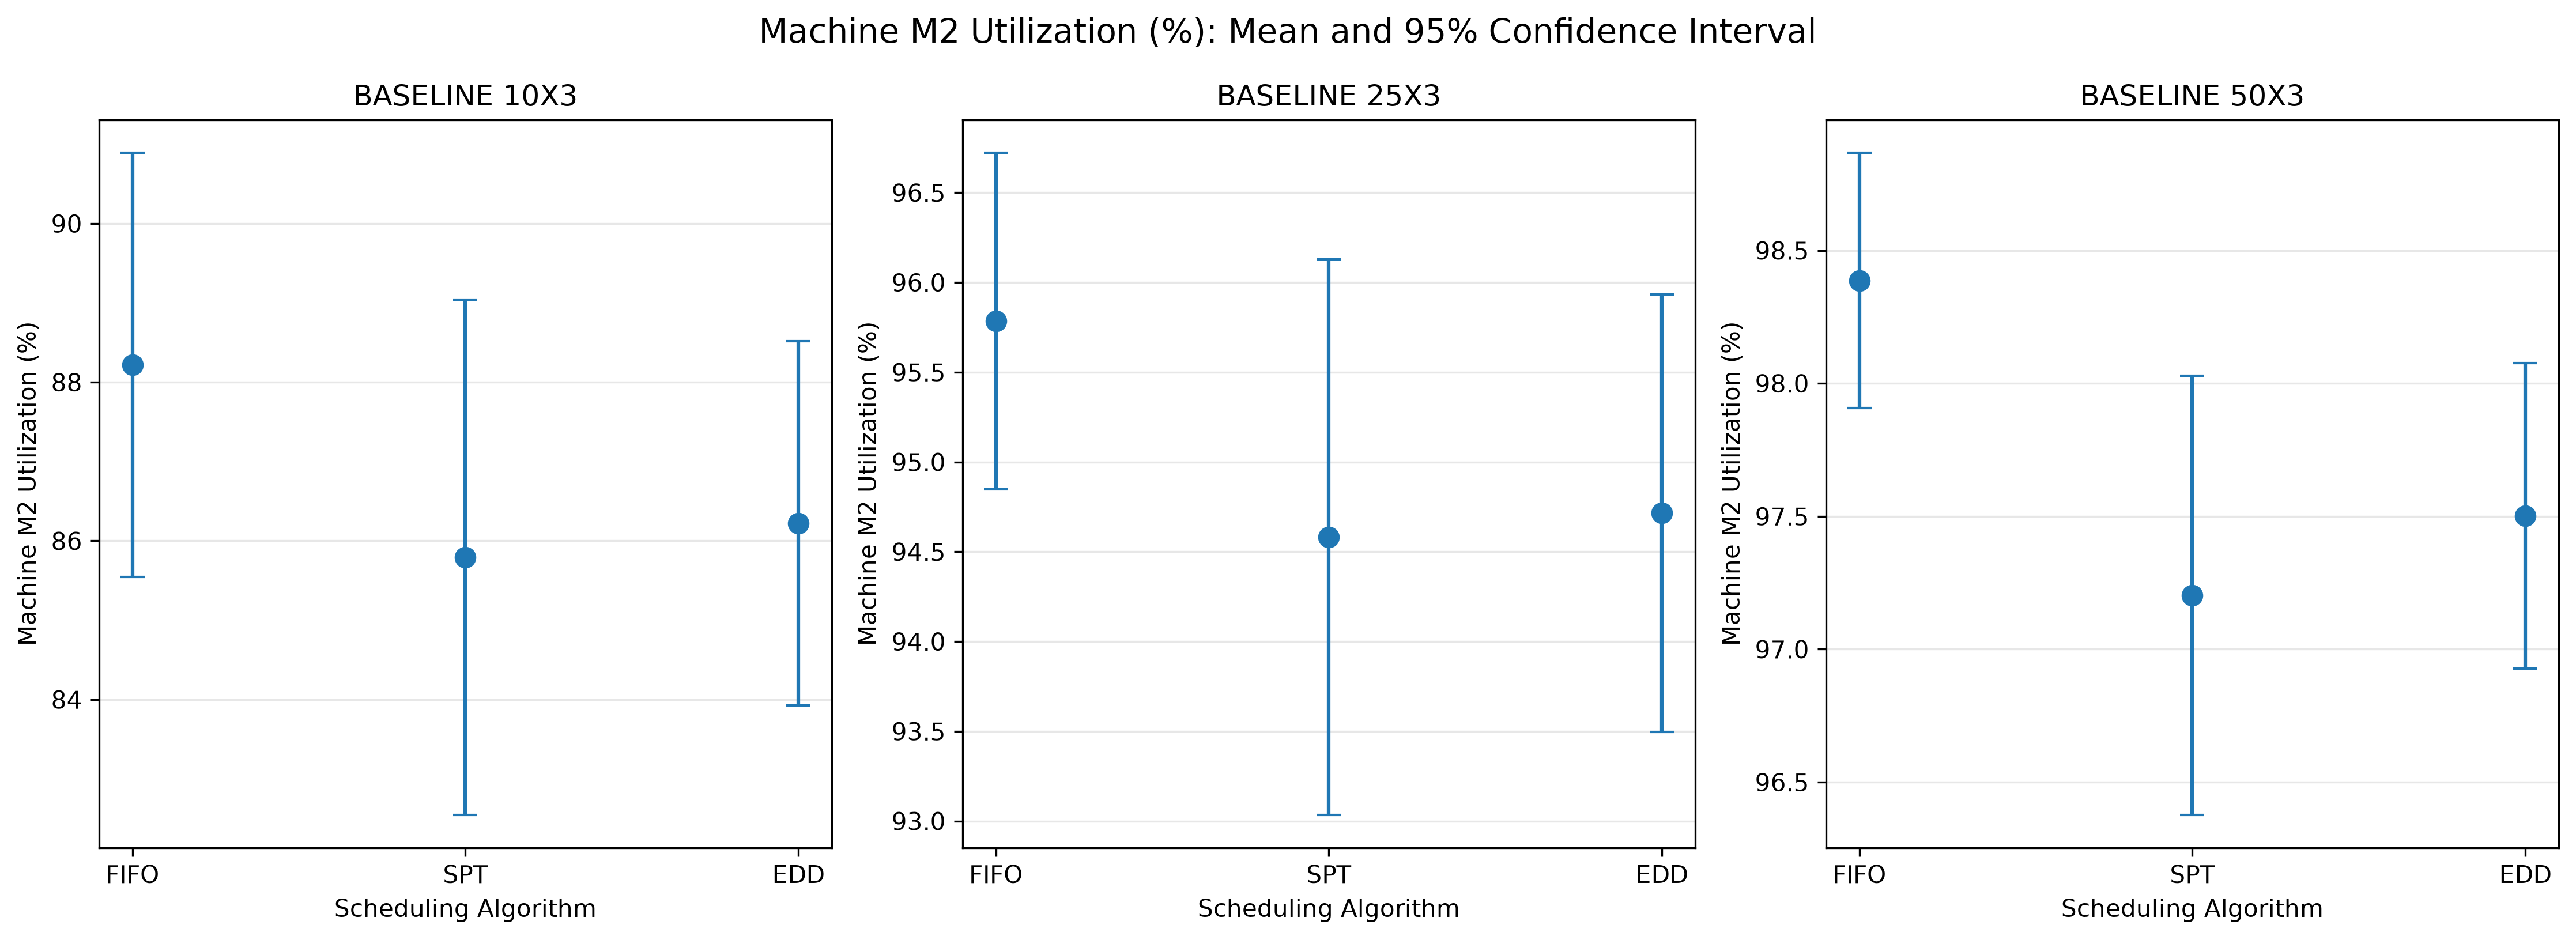 Machine M2 Utilization (%): Mean and 95% Confidence Interval
BASELINE 10X3
Machine M2 Utilization (%)
90
88
86
84
FIFO SPT EDD
Scheduling Algorithm
BASELINE 25X3
Machine M2 Utilization (%)
96.5
96.0
95.5
95.0
94.5
94.0
93.5
93.0
FIFO SPT EDD
Scheduling Algorithm
BASELINE 50X3
Machine M2 Utilization (%)
98.5
98.0
97.5
97.0
96.5
FIFO SPT EDD
Scheduling Algorithm